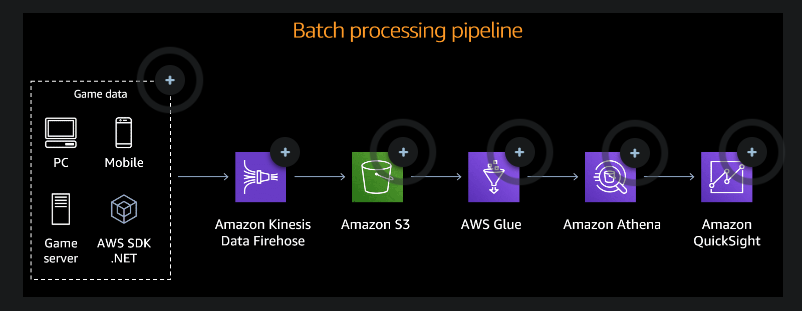 Batch processing pipeline
Game data
PC
Mobile
Game
server
AWS SDK
.NET
Amazon Kinesis
Data Firehose
Amazon S3
AWS Glue
Amazon Athena
Amazon
QuickSight